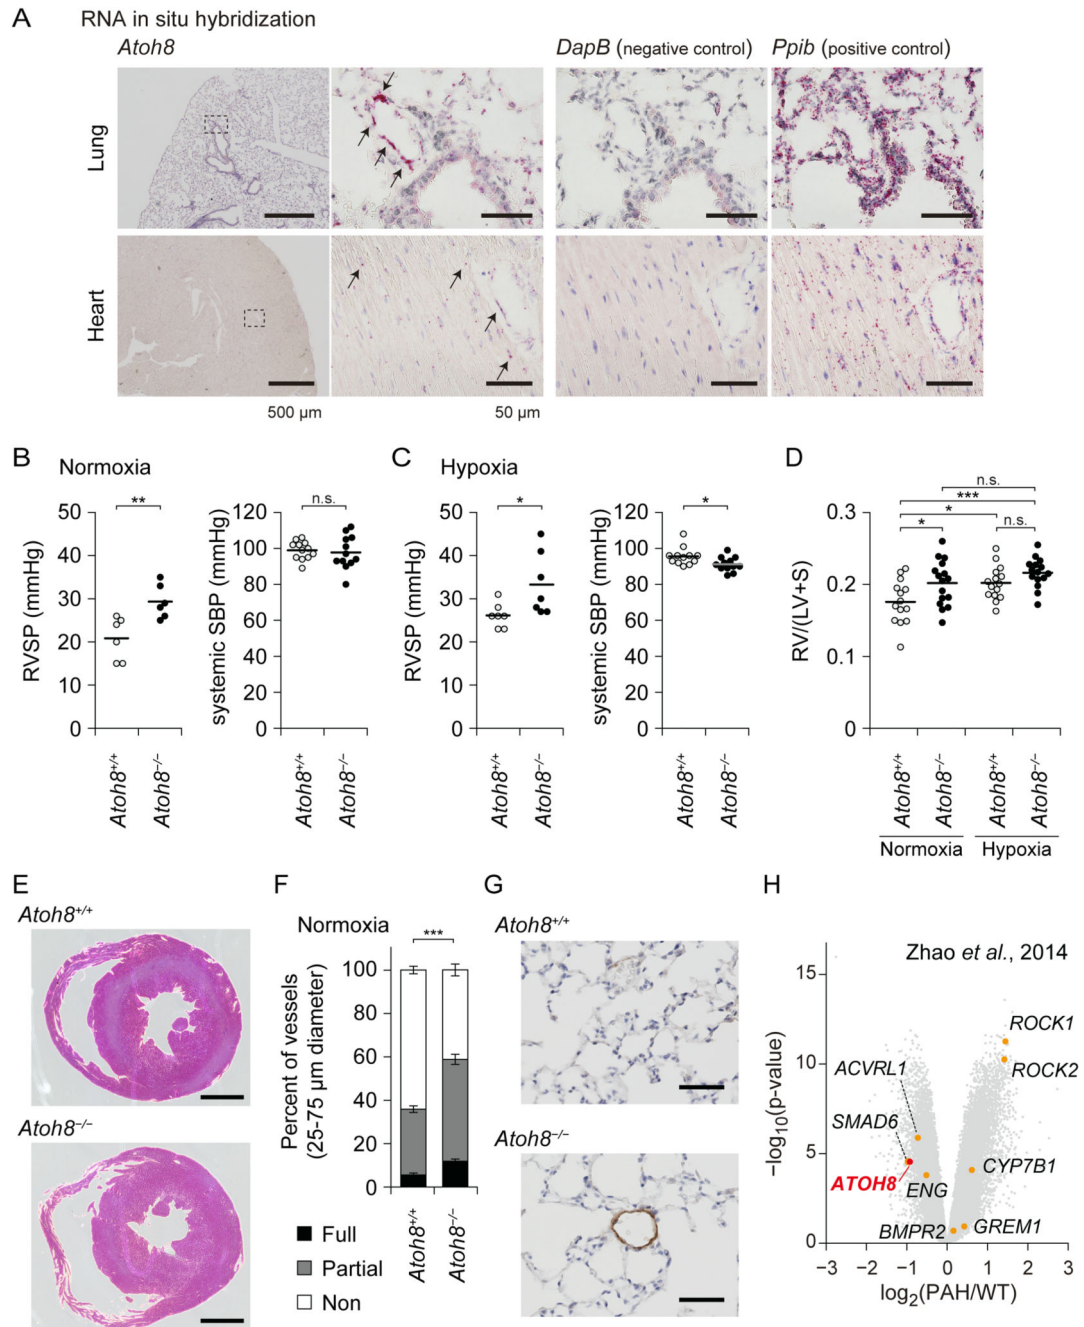 A
RNA in situ hybridization
Atoh8
DapB (negative control)
Ppib (positive control)
Lung
Heart
500 µm
50 µm
B
Normoxia
**
n.s.
50
40
30
20
10
0
RVSP (mmHg)
120
100
80
60
40
20
0
systemic SBP (mmHg)
Atoh8+/+
Atoh8−/−
Atoh8+/+
Atoh8−/−
C
Hypoxia
*
*
50
40
30
20
10
0
RVSP (mmHg)
120
100
80
60
40
20
0
systemic SBP (mmHg)
Atoh8+/+
Atoh8−/−
Atoh8+/+
Atoh8−/−
D
n.s.
***
*
*
n.s.
0.3
0.2
0.1
0
RV/(LV+S)
Atoh8+/+
Atoh8−/−
Atoh8+/+
Atoh8−/−
Normoxia
Hypoxia
E
Atoh8+/+
Atoh8−/−
F
Normoxia
***
100
80
60
40
20
0
Percent of vessels
(25-75 µm diameter)
Atoh8+/+
Atoh8−/−
Full
Partial
Non
G
Atoh8+/+
Atoh8−/−
H
Zhao et al., 2014
15
10
5
0
−log10(p-value)
ROCK1
ROCK2
ACVRL1
SMAD6
ATOH8
ENG
CYP7B1
BMPR2
GREM1
−3
−2
−1
0
1
2
3
log2(PAH/WT)